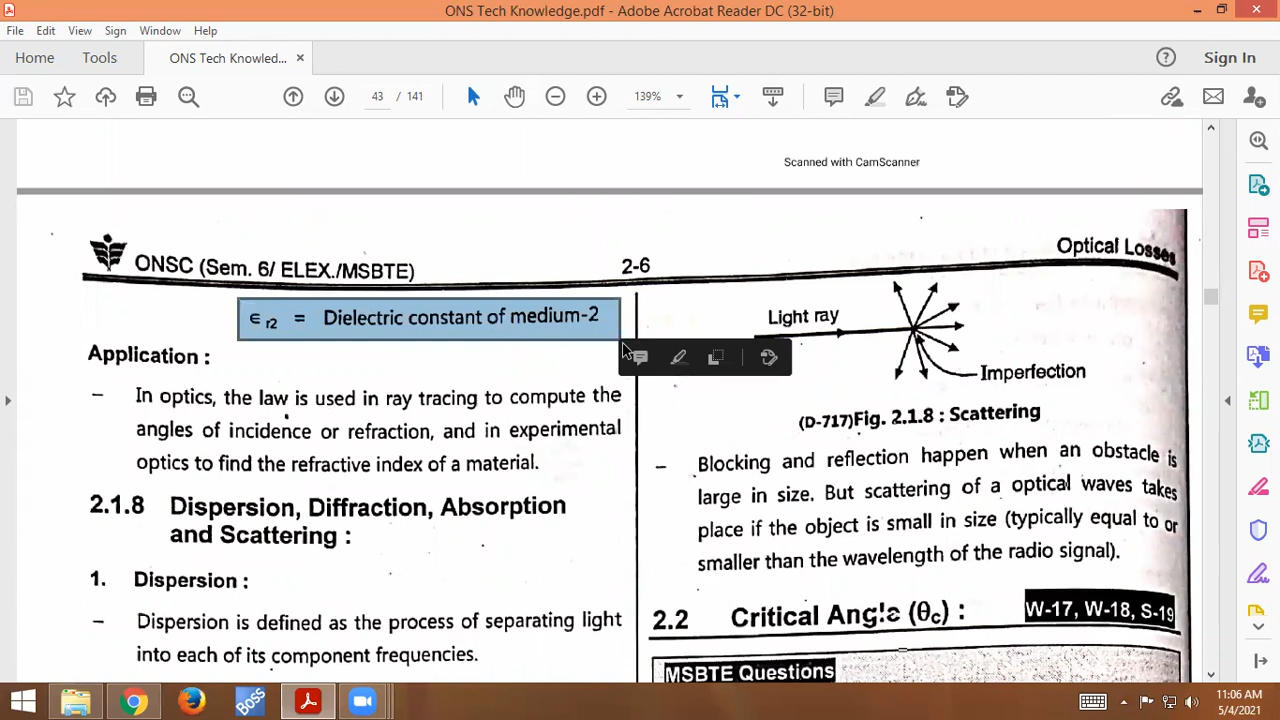 ONS Tech Knowledge.pdf - Adobe Acrobat Reader DC (32-bit)
File Edit View Sign Window Help
Home Tools ONS Tech Knowled... × Sign In
43 / 141 139%
Scanned with CamScanner
ONSC (Sem. 6/ ELEX./MSBTE) 2-6 Optical Losses
∈ r2 = Dielectric constant of medium-2
Application :
– In optics, the law is used in ray tracing to compute the
angles of incidence or refraction, and in experimental
optics to find the refractive index of a material.
2.1.8 Dispersion, Diffraction, Absorption
and Scattering :
1. Dispersion :
– Dispersion is defined as the process of separating light
into each of its component frequencies.
Light ray
Imperfection
(D-717)Fig. 2.1.8 : Scattering
– Blocking and reflection happen when an obstacle is
large in size. But scattering of a optical waves takes
place if the object is small in size (typically equal to or
smaller than the wavelength of the radio signal).
2.2 Critical Angle (θc) : W-17, W-18, S-19
MSBTE Questions
BOSS
11:06 AM
5/4/2021